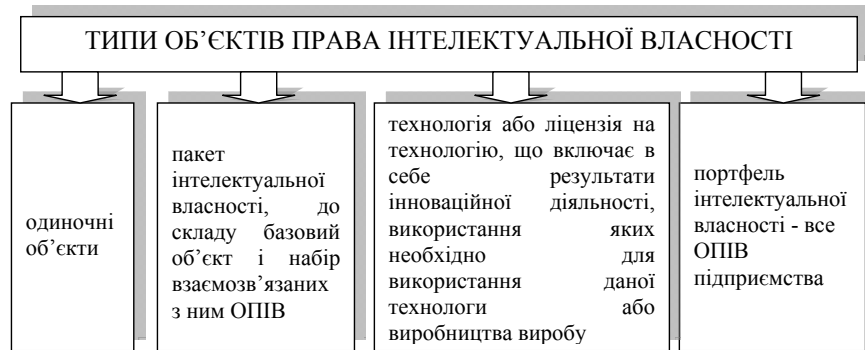 ТИПИ ОБ’ЄКТІВ ПРАВА ІНТЕЛЕКТУАЛЬНОЇ ВЛАСНОСТІ
одиночні
об’єкти
пакет
інтелектуальної
власності, до
складу базовий
об’єкт і набір
взаємозв’язаних
з ним ОПІВ
технологія або ліцензія на
технологію, що включає в
себе результати
інноваційної діяльності,
використання яких
необхідно для
використання даної
технологи або
виробництва виробу
портфель
інтелектуальної
власності - все
ОПІВ
підприємства